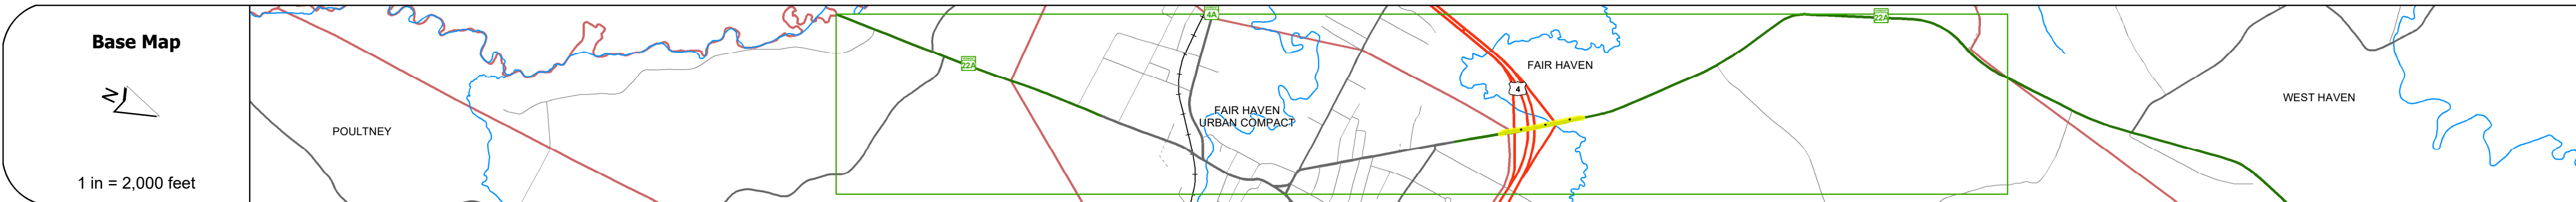 Base Map
N
1 in = 2,000 feet
POULTNEY
22A
4A
FAIR HAVEN
URBAN COMPACT
4
FAIR HAVEN
22A
WEST HAVEN